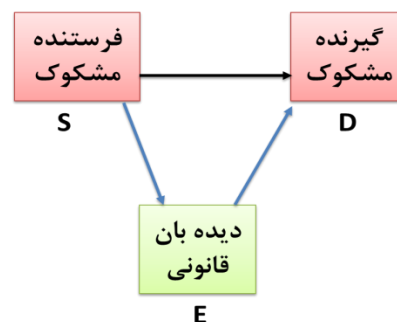 فرستنده
مشکوک
S
گیرنده
مشکوک
D
دیده بان
قانونی
E